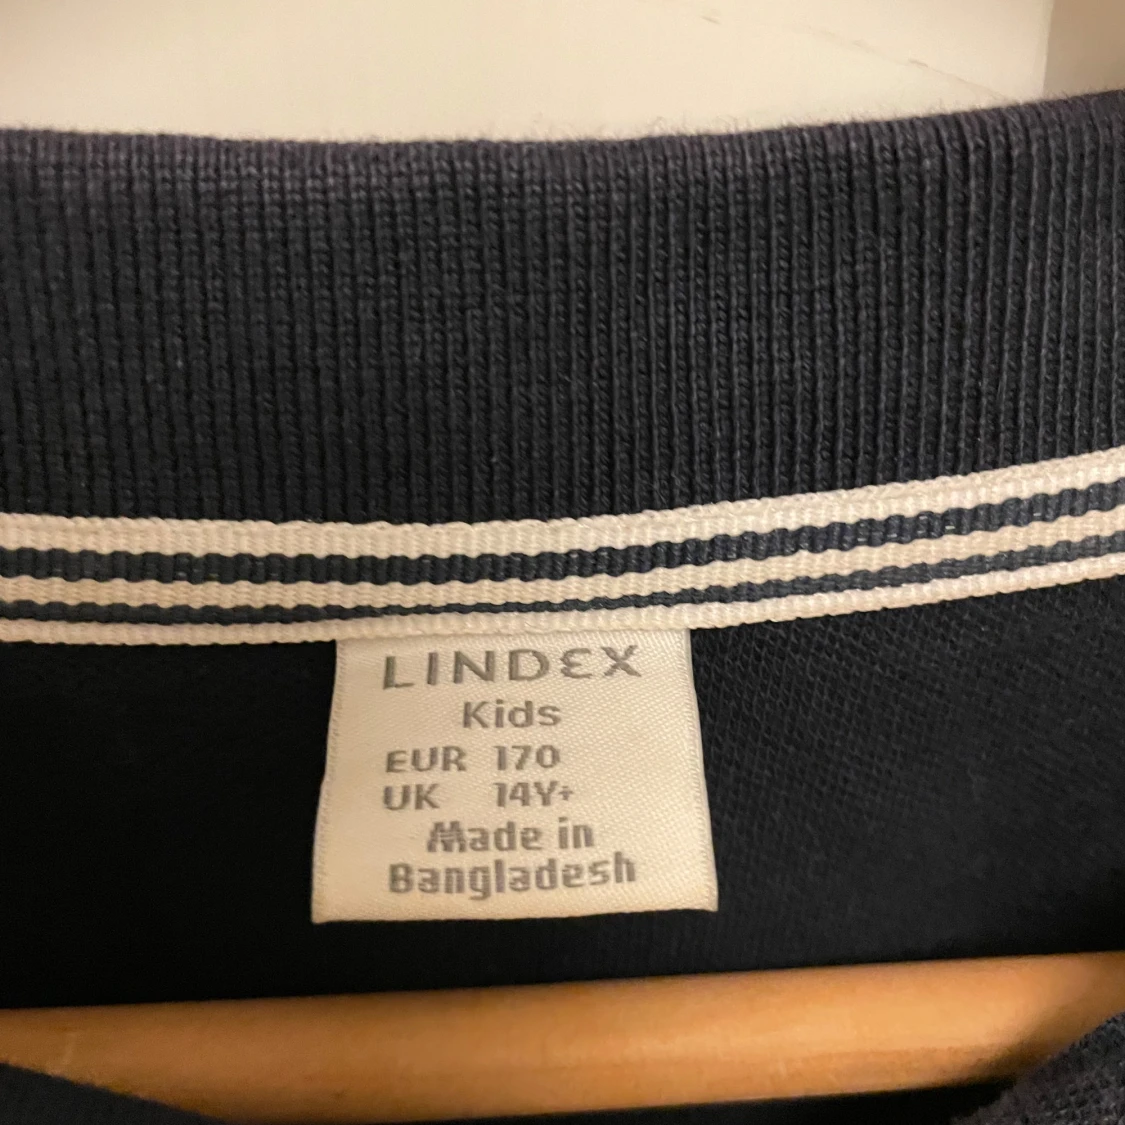 LINDEX
Kids
EUR 170
UK 14Y+
Made in
Bangladesh